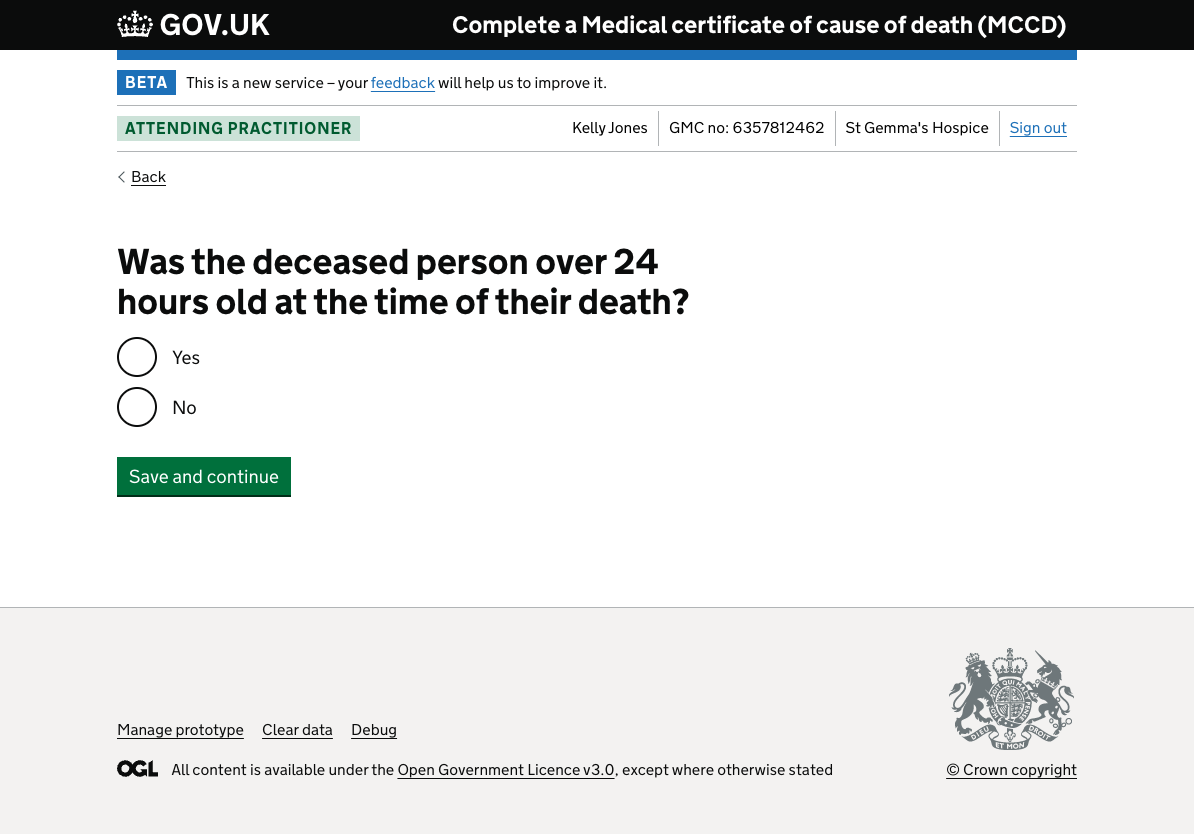 GOV.UK
Complete a Medical certificate of cause of death (MCCD)
BETA This is a new service – your feedback will help us to improve it.
ATTENDING PRACTITIONER
Kelly Jones
GMC no: 6357812462
St Gemma's Hospice
Sign out
Back
Was the deceased person over 24
hours old at the time of their death?
Yes
No
Save and continue
Manage prototype
Clear data
Debug
OGL All content is available under the Open Government Licence v3.0, except where otherwise stated
DIEU ET MON DROIT
© Crown copyright